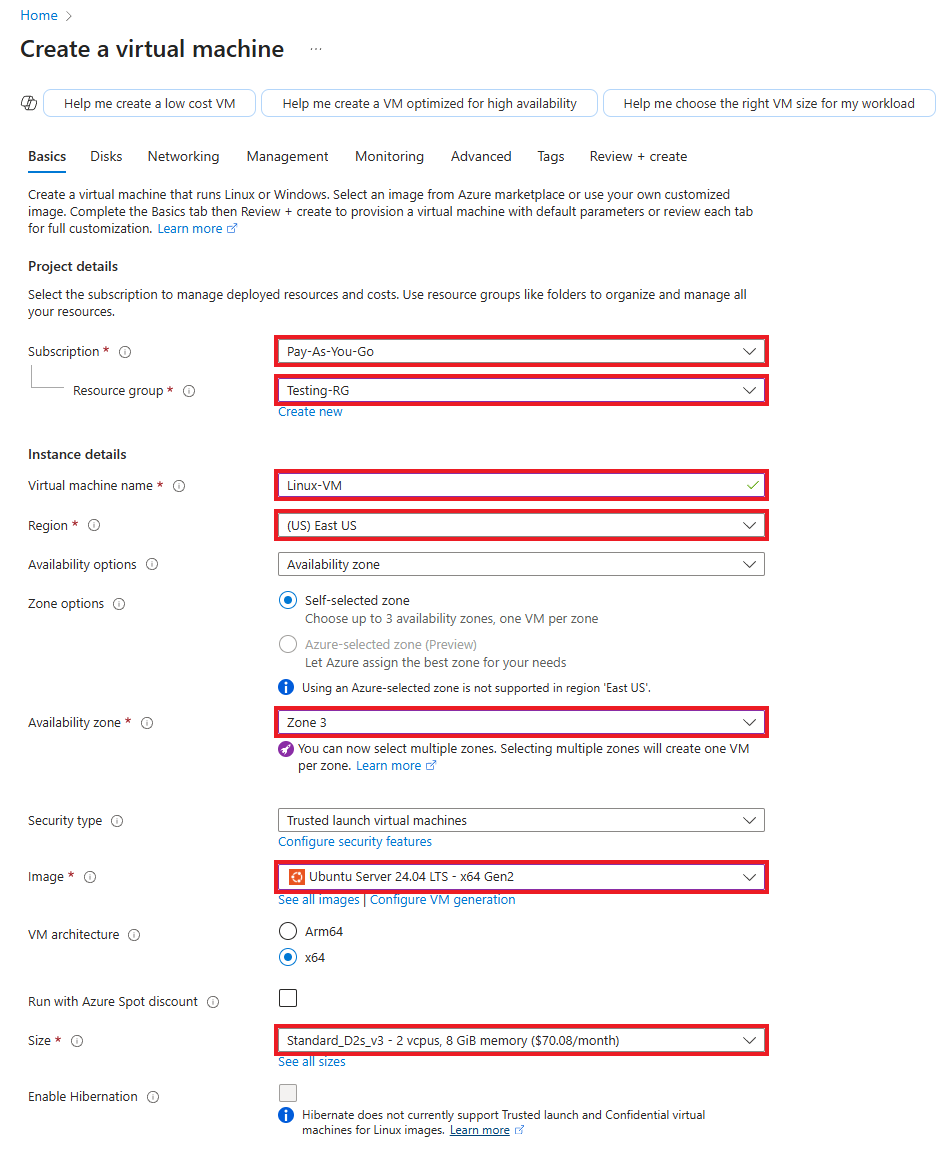 Home
Create a virtual machine ...
Help me create a low cost VM Help me create a VM optimized for high availability Help me choose the right VM size for my workload
Basics Disks Networking Management Monitoring Advanced Tags Review + create
Create a virtual machine that runs Linux or Windows. Select an image from Azure marketplace or use your own customized
image. Complete the Basics tab then Review + create to provision a virtual machine with default parameters or review each tab
for full customization. Learn more
Project details
Select the subscription to manage deployed resources and costs. Use resource groups like folders to organize and manage all
your resources.
Subscription * Pay-As-You-Go
Resource group * Testing-RG
Create new
Instance details
Virtual machine name * Linux-VM
Region * (US) East US
Availability options Availability zone
Zone options Self-selected zone
Choose up to 3 availability zones, one VM per zone
Azure-selected zone (Preview)
Let Azure assign the best zone for your needs
Using an Azure-selected zone is not supported in region 'East US'.
Availability zone * Zone 3
You can now select multiple zones. Selecting multiple zones will create one VM
per zone. Learn more
Security type Trusted launch virtual machines
Configure security features
Image * Ubuntu Server 24.04 LTS - x64 Gen2
See all images | Configure VM generation
VM architecture Arm64
x64
Run with Azure Spot discount
Size * Standard_D2s_v3 - 2 vcpus, 8 GiB memory ($70.08/month)
See all sizes
Enable Hibernation
Hibernate does not currently support Trusted launch and Confidential virtual
machines for Linux images. Learn more